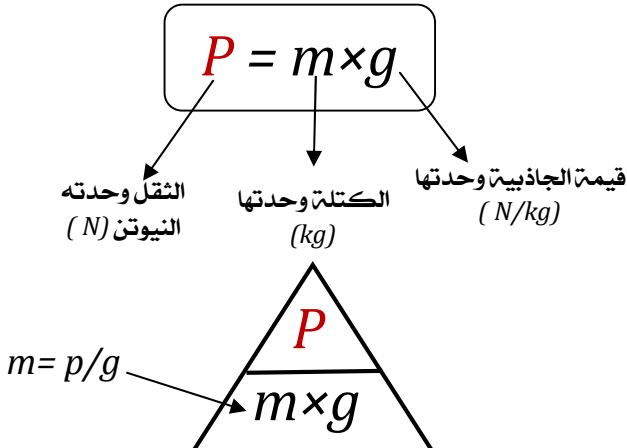 P = m×g
الثقل وحدته
النيوتن (N )
الكتلة وحدتها
(kg)
قيمة الجاذبية وحدتها
( N/kg)
P
m= p/g
m×g